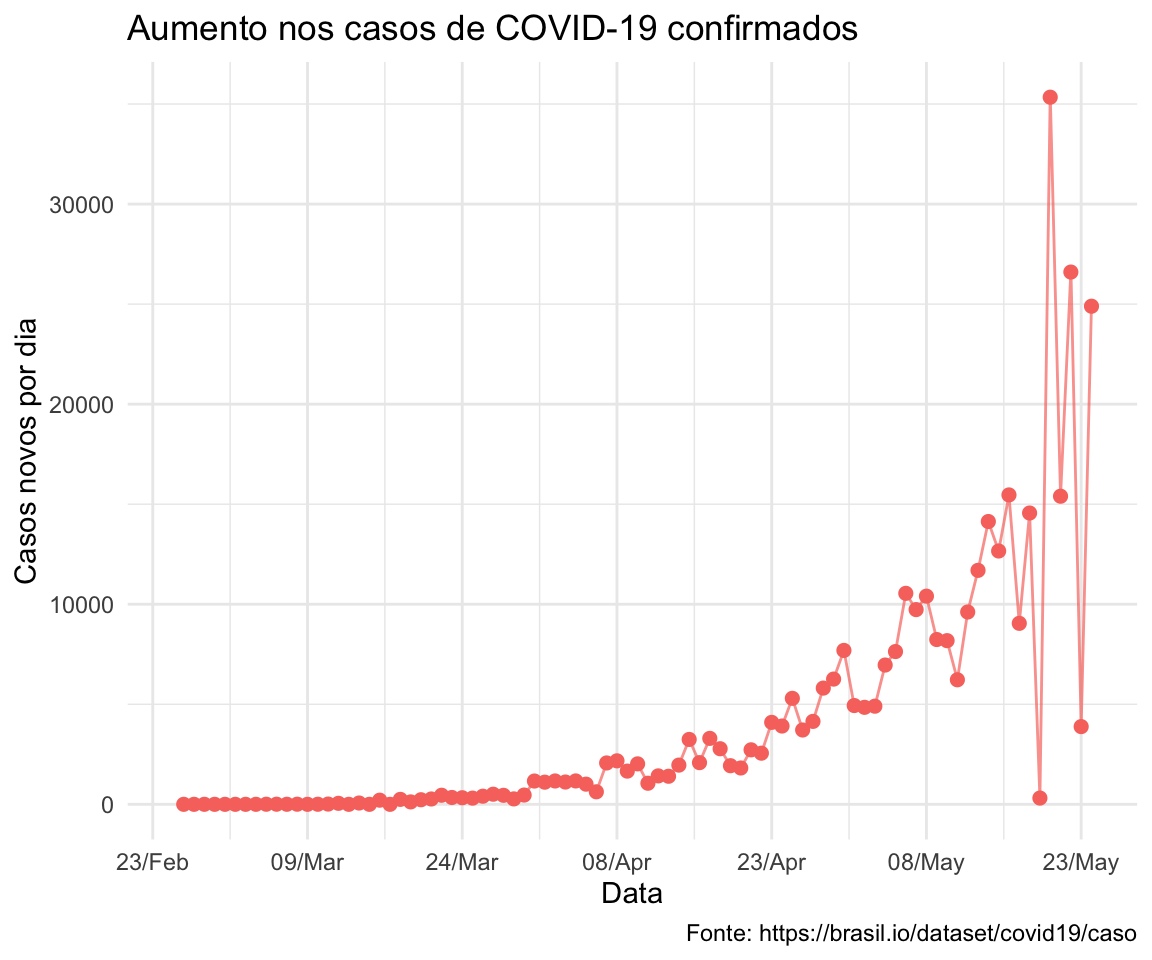 Aumento nos casos de COVID-19 confirmados
Casos novos por dia
30000
20000
10000
0
23/Feb 09/Mar 24/Mar 08/Apr 23/Apr 08/May 23/May
Data
Fonte: https://brasil.io/dataset/covid19/caso